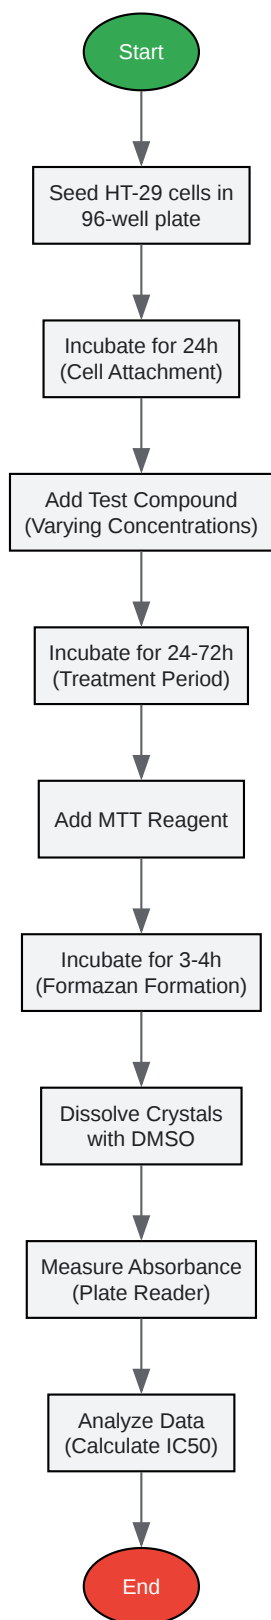 Start
Seed HT-29 cells in
96-well plate
Incubate for 24h
(Cell Attachment)
Add Test Compound
(Varying Concentrations)
Incubate for 24-72h
(Treatment Period)
Add MTT Reagent
Incubate for 3-4h
(Formazan Formation)
Dissolve Crystals
with DMSO
Measure Absorbance
(Plate Reader)
Analyze Data
(Calculate IC50)
End